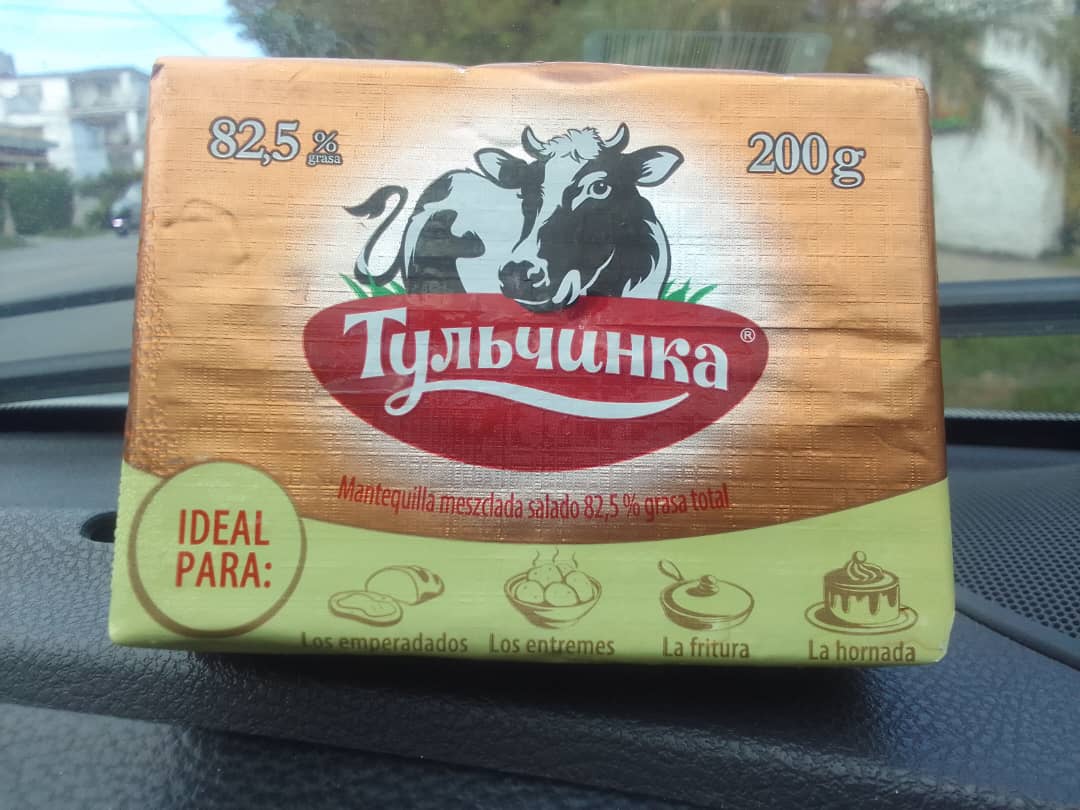 82,5 %
grasa
200g
Тульчинка ®
Mantequilla meszclada salado 82,5 % grasa total
IDEAL
PARA:
Los emperadados
Los entremes
La fritura
La hornada